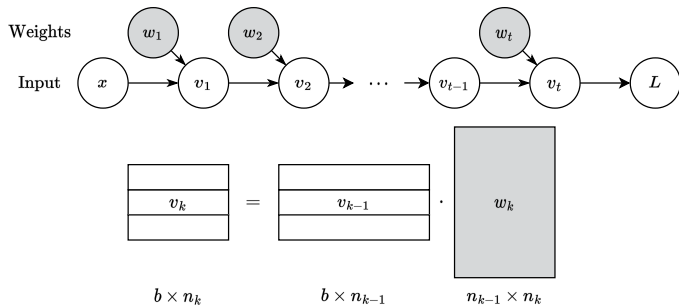 Weights w₁ w₂ wₜ
Input x v₁ v₂ ⋯ vₜ₋₁ vₜ L
vₖ = vₖ₋₁ · wₖ
b × nₖ b × nₖ₋₁ nₖ₋₁ × nₖ